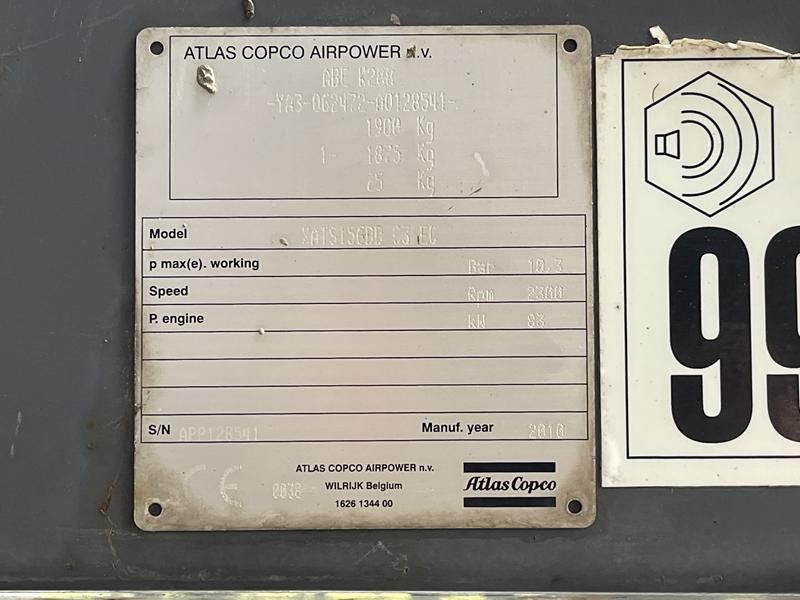 ATLAS COPCO AIRPOWER n.v.
-YA3-062472-A0128541-
1900 Kg
1- 1875 Kg
25 Kg
Model XATS156DD C3 EC
p max(e). working Bar 10.3
Speed Rpm 2300
P. engine kW 83
S/N APP128541 Manuf. year 2010
CE 0038
ATLAS COPCO AIRPOWER n.v.
WILRIJK Belgium
1626 1344 00
Atlas Copco
99